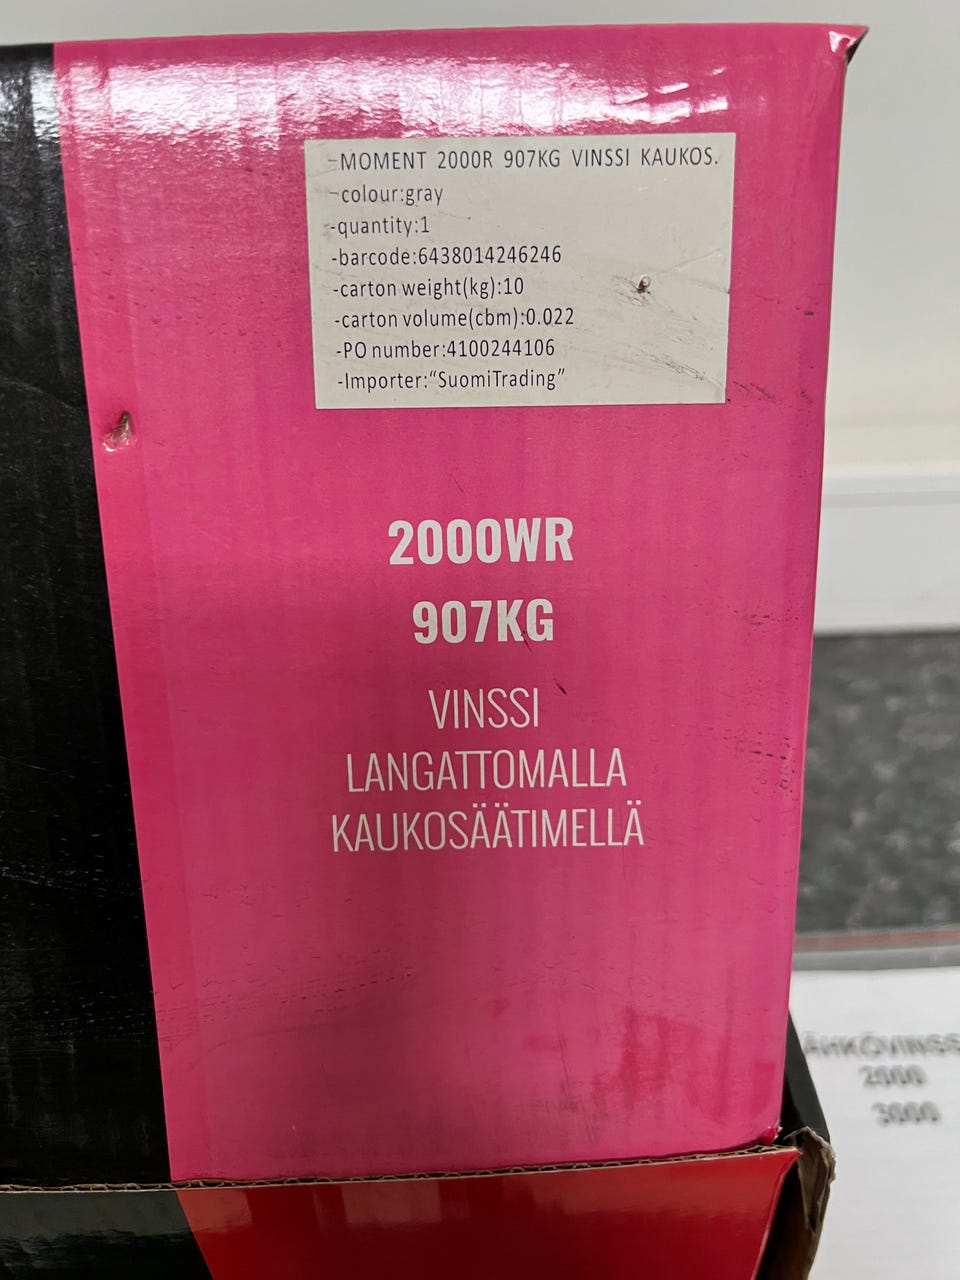 -MOMENT 2000R 907KG VINSSI KAUKOS.
-colour:gray
-quantity:1
-barcode:6438014246246
-carton weight(kg):10
-carton volume(cbm):0.022
-PO number:4100244106
-Importer:“SuomiTrading”
2000WR
907KG
VINSSI
LANGATTOMALLA
KAUKOSÄÄTIMELLÄ
2000
3000